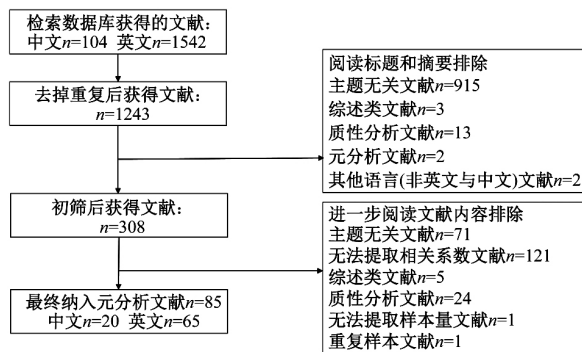 检索数据库获得的文献：
中文n=104 英文n=1542
去掉重复后获得文献：
n=1243
阅读标题和摘要排除
主题无关文献n=915
综述类文献n=3
质性分析文献n=13
元分析文献n=2
其他语言(非英文与中文)文献n=2
初筛后获得文献：
n=308
进一步阅读文献内容排除
主题无关文献n=71
无法提取相关系数文献n=121
综述类文献n=5
质性分析文献n=24
无法提取样本量文献n=1
重复样本文献n=1
最终纳入元分析文献n=85
中文n=20 英文n=65